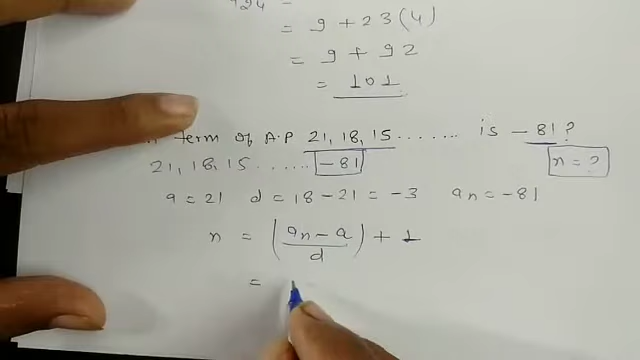 = 9 + 23 (4)
= 9 + 92
= 101
term of A.P 21, 18, 15 ....... is - 81 ?
21, 18, 15 ...... - 81 n = ?
a = 21 d = 18 - 21 = - 3 an = - 81
n = ( an - a / d ) + 1
=